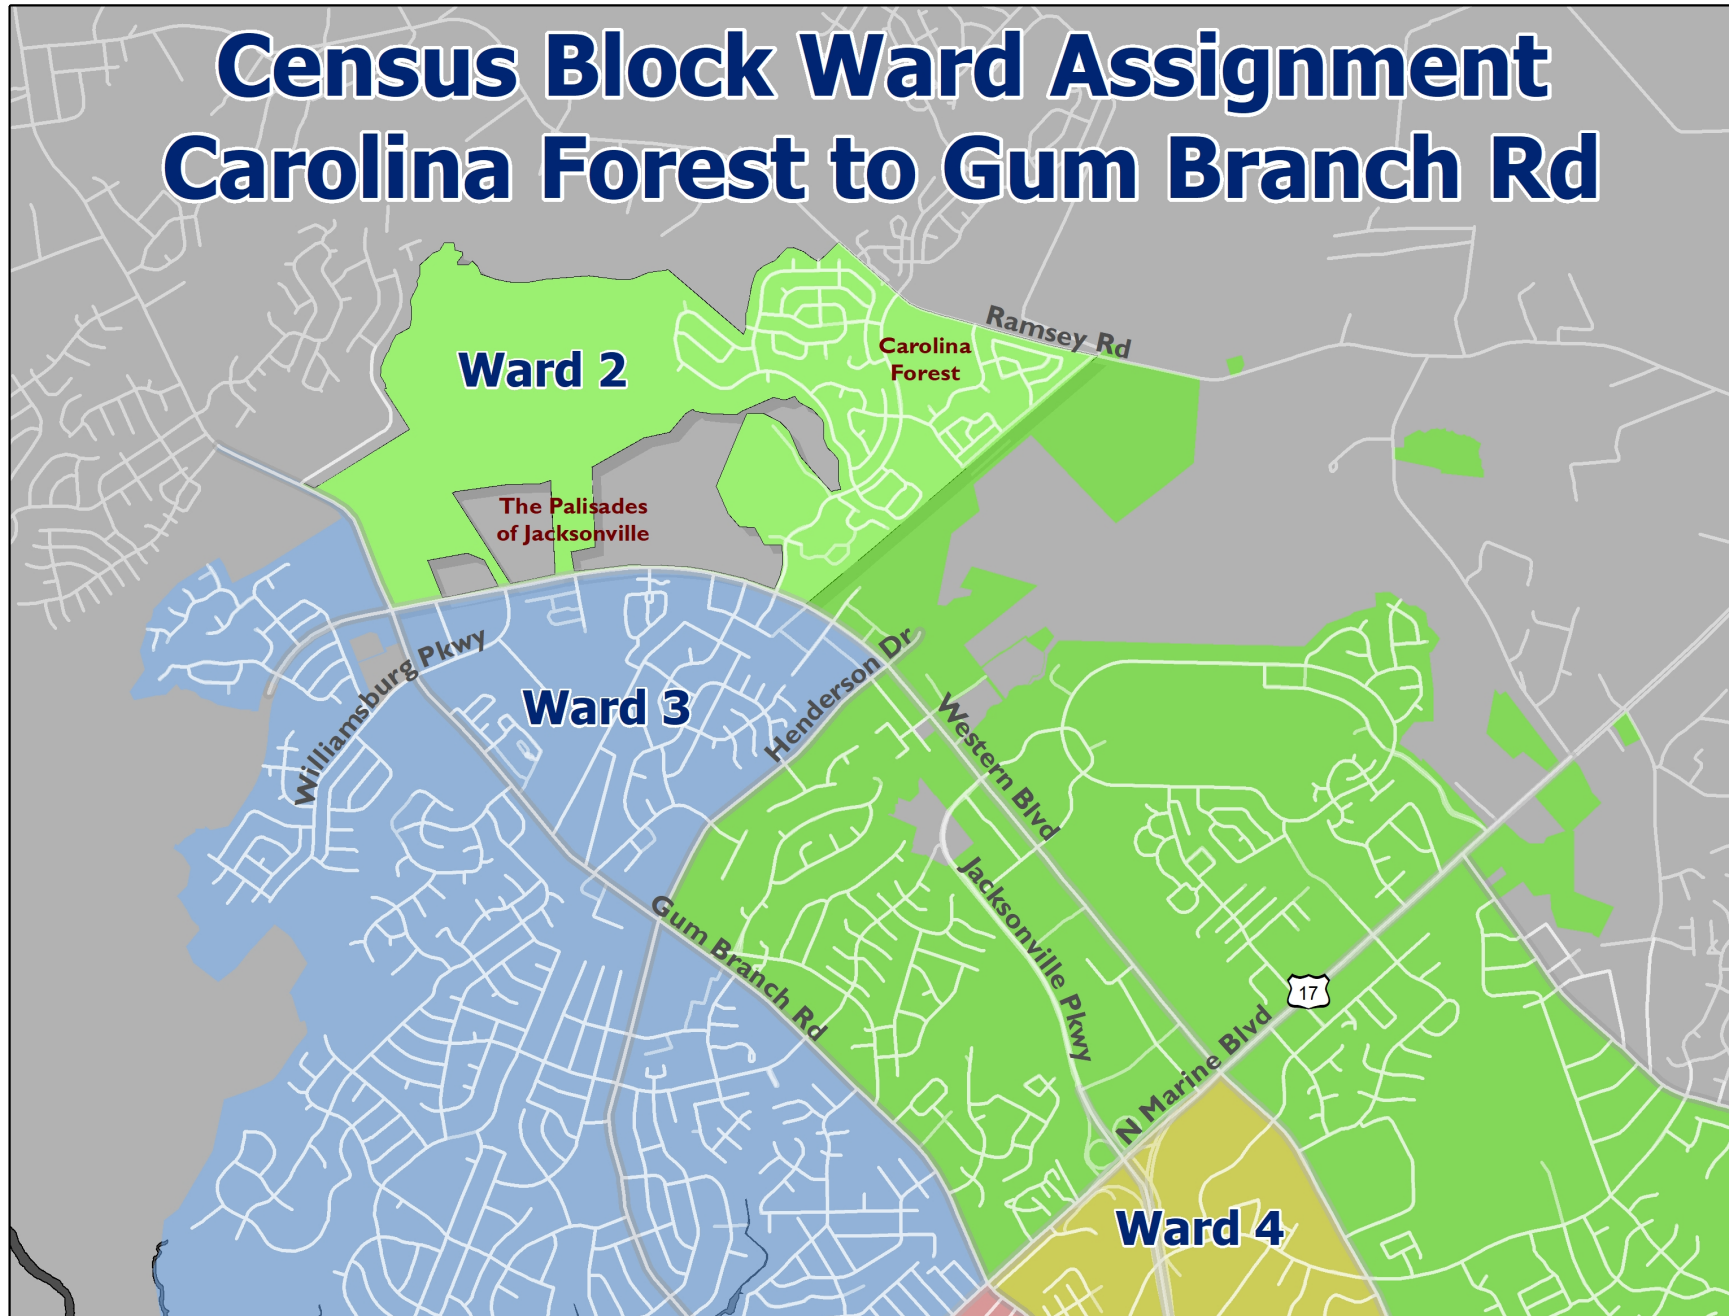 Census Block Ward Assignment
Carolina Forest to Gum Branch Rd
Ramsey Rd
Carolina
Forest
Ward 2
The Palisades
of Jacksonville
Williamsburg Pkwy
Henderson Dr
Ward 3
Western Blvd
Jacksonville Pkwy
Gum Branch Rd
17
N Marine Blvd
Ward 4